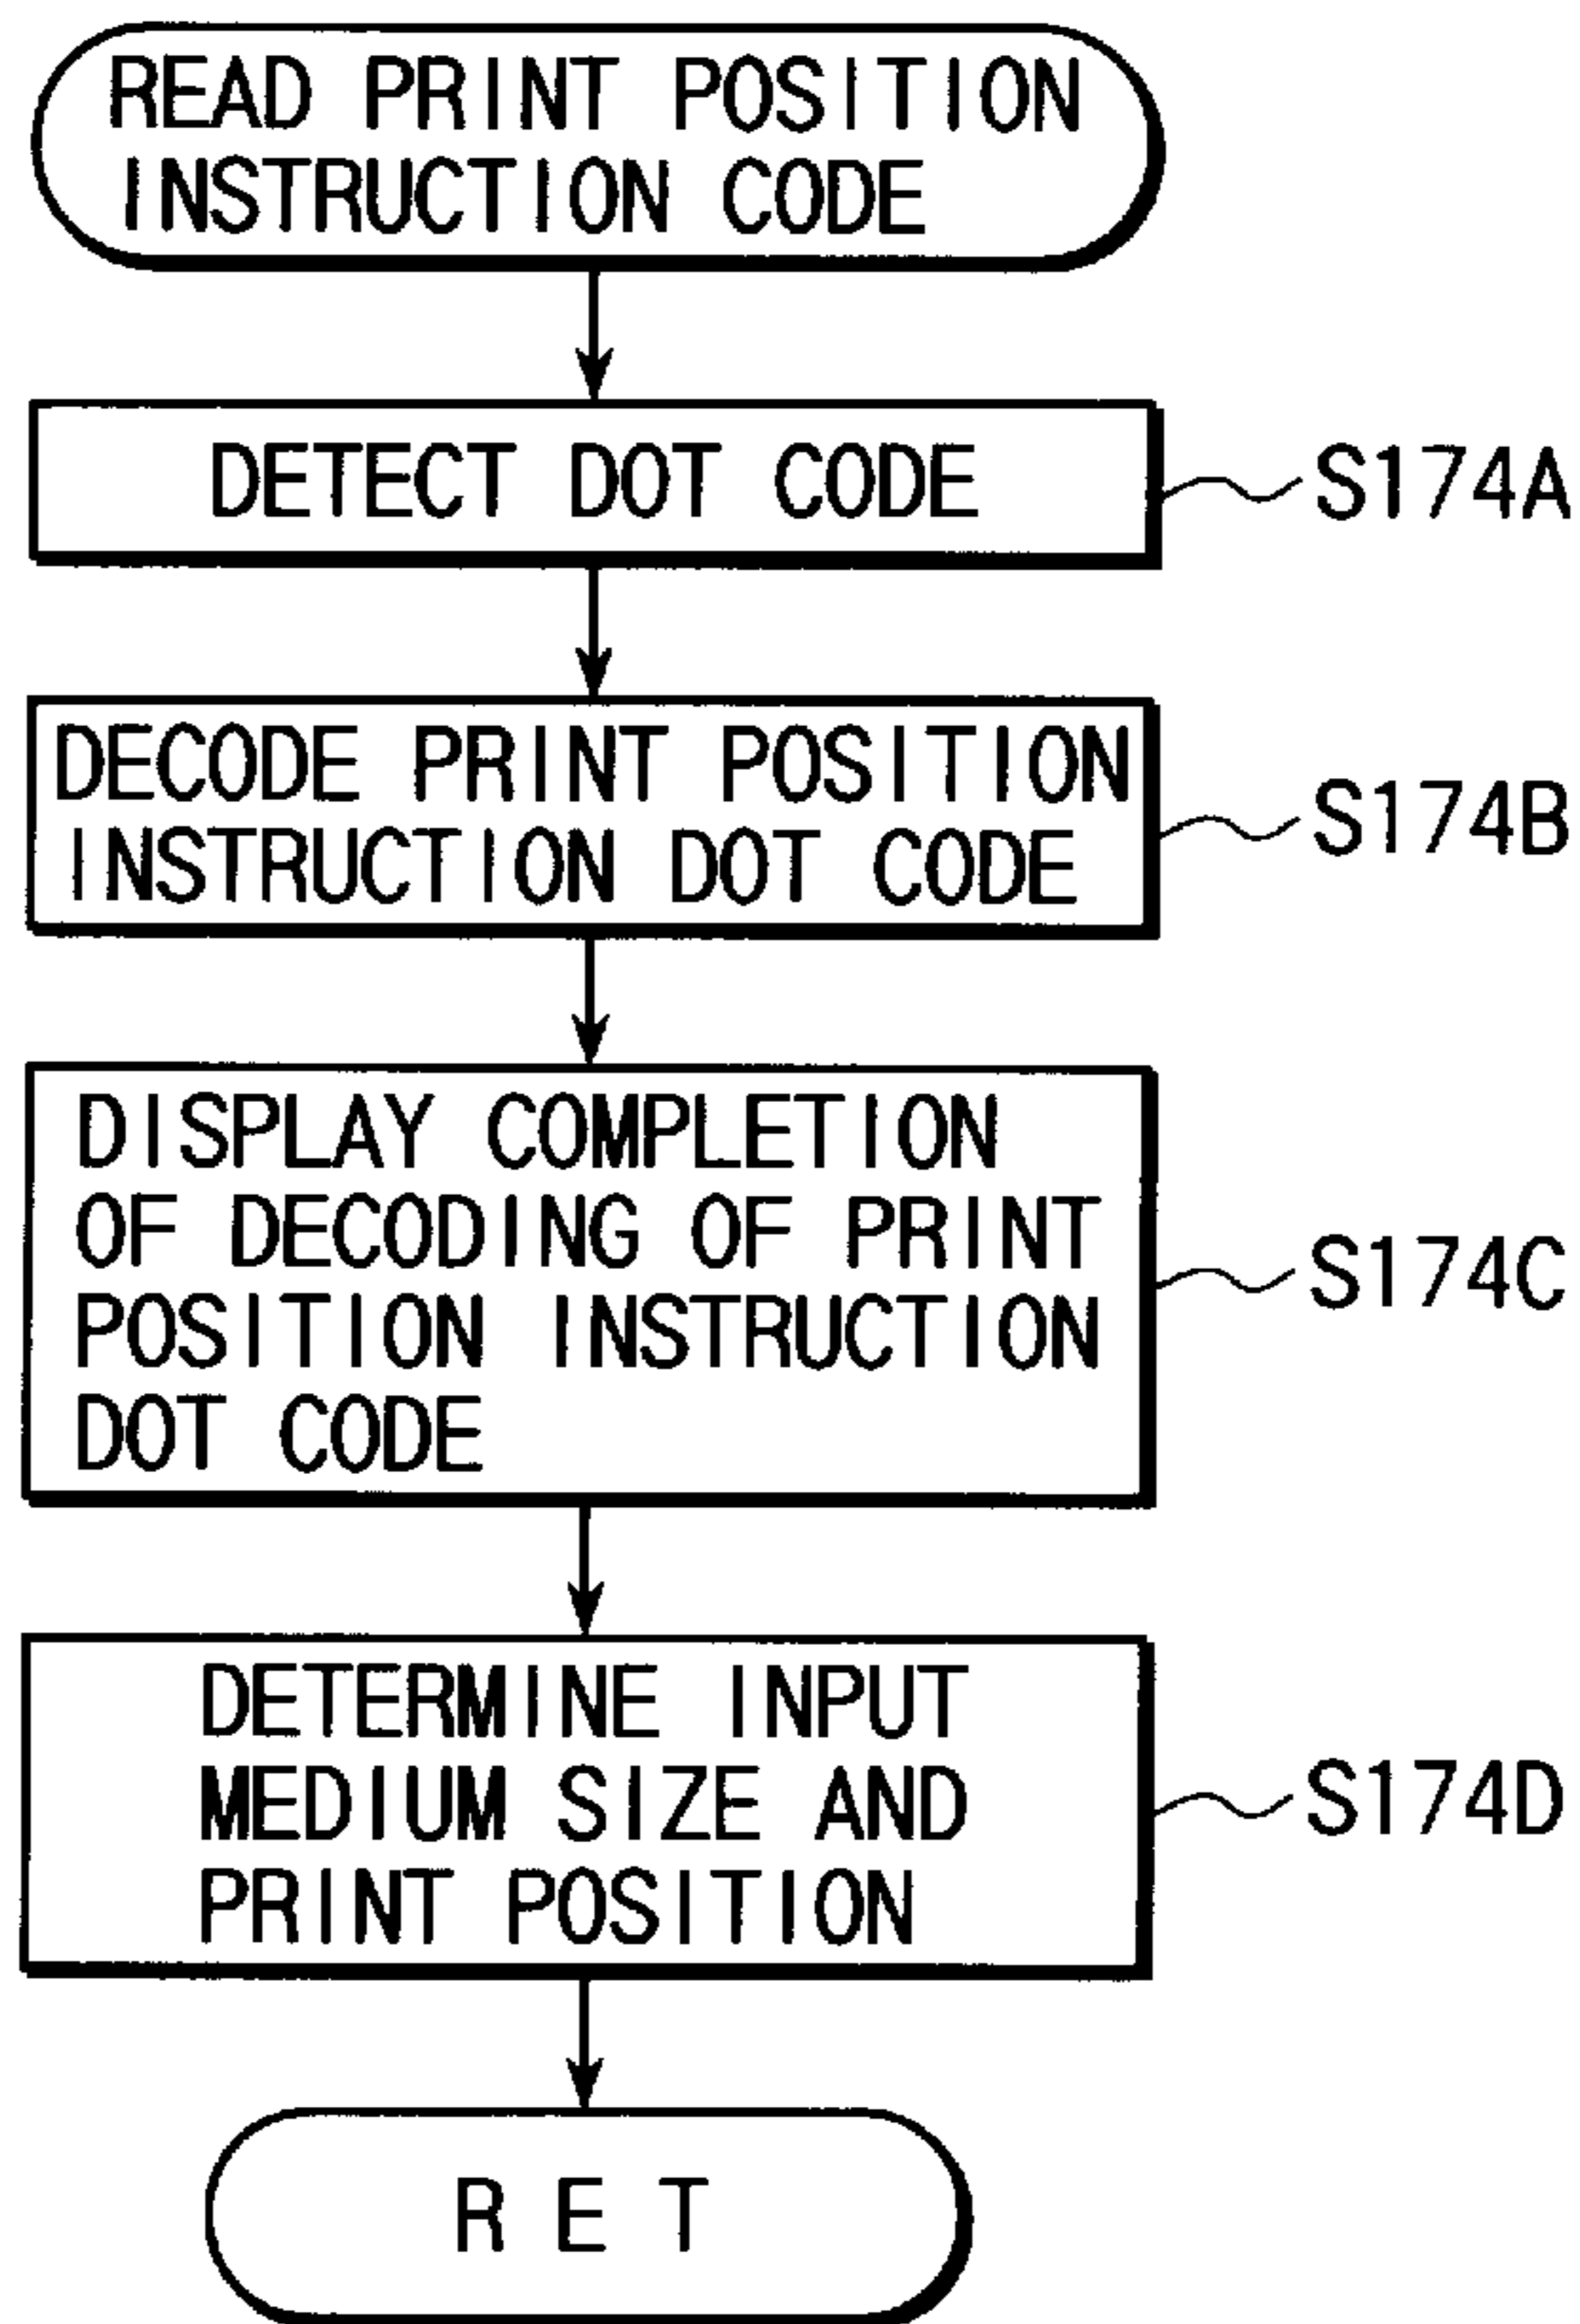 READ PRINT POSITION
INSTRUCTION CODE
DETECT DOT CODE
S174A
DECODE PRINT POSITION
INSTRUCTION DOT CODE
S174B
DISPLAY COMPLETION
OF DECODING OF PRINT
POSITION INSTRUCTION
DOT CODE
S174C
DETERMINE INPUT
MEDIUM SIZE AND
PRINT POSITION
S174D
RET